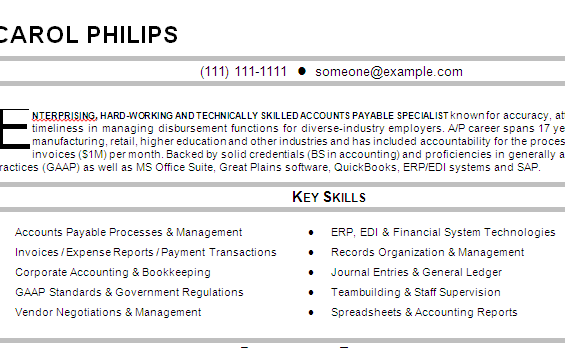 CAROL PHILIPS
(111) 111-1111 ● someone@example.com
ENTERPRISING, HARD-WORKING AND TECHNICALLY SKILLED ACCOUNTS PAYABLE SPECIALIST known for accuracy,
timeliness in managing disbursement functions for diverse-industry employers. A/P career spans 17
manufacturing, retail, higher education and other industries and has included accountability for the
invoices ($1M) per month. Backed by solid credentials (BS in accounting) and proficiencies in generally
(GAAP) as well as MS Office Suite, Great Plains software, QuickBooks, ERP/EDI systems and SAP.
KEY SKILLS
Accounts Payable Processes & Management
Invoices / Expense Reports / Payment Transactions
Corporate Accounting & Bookkeeping
GAAP Standards & Government Regulations
Vendor Negotiations & Management
● ERP, EDI & Financial System Technologies
● Records Organization & Management
● Journal Entries & General Ledger
● Teambuilding & Staff Supervision
● Spreadsheets & Accounting Reports